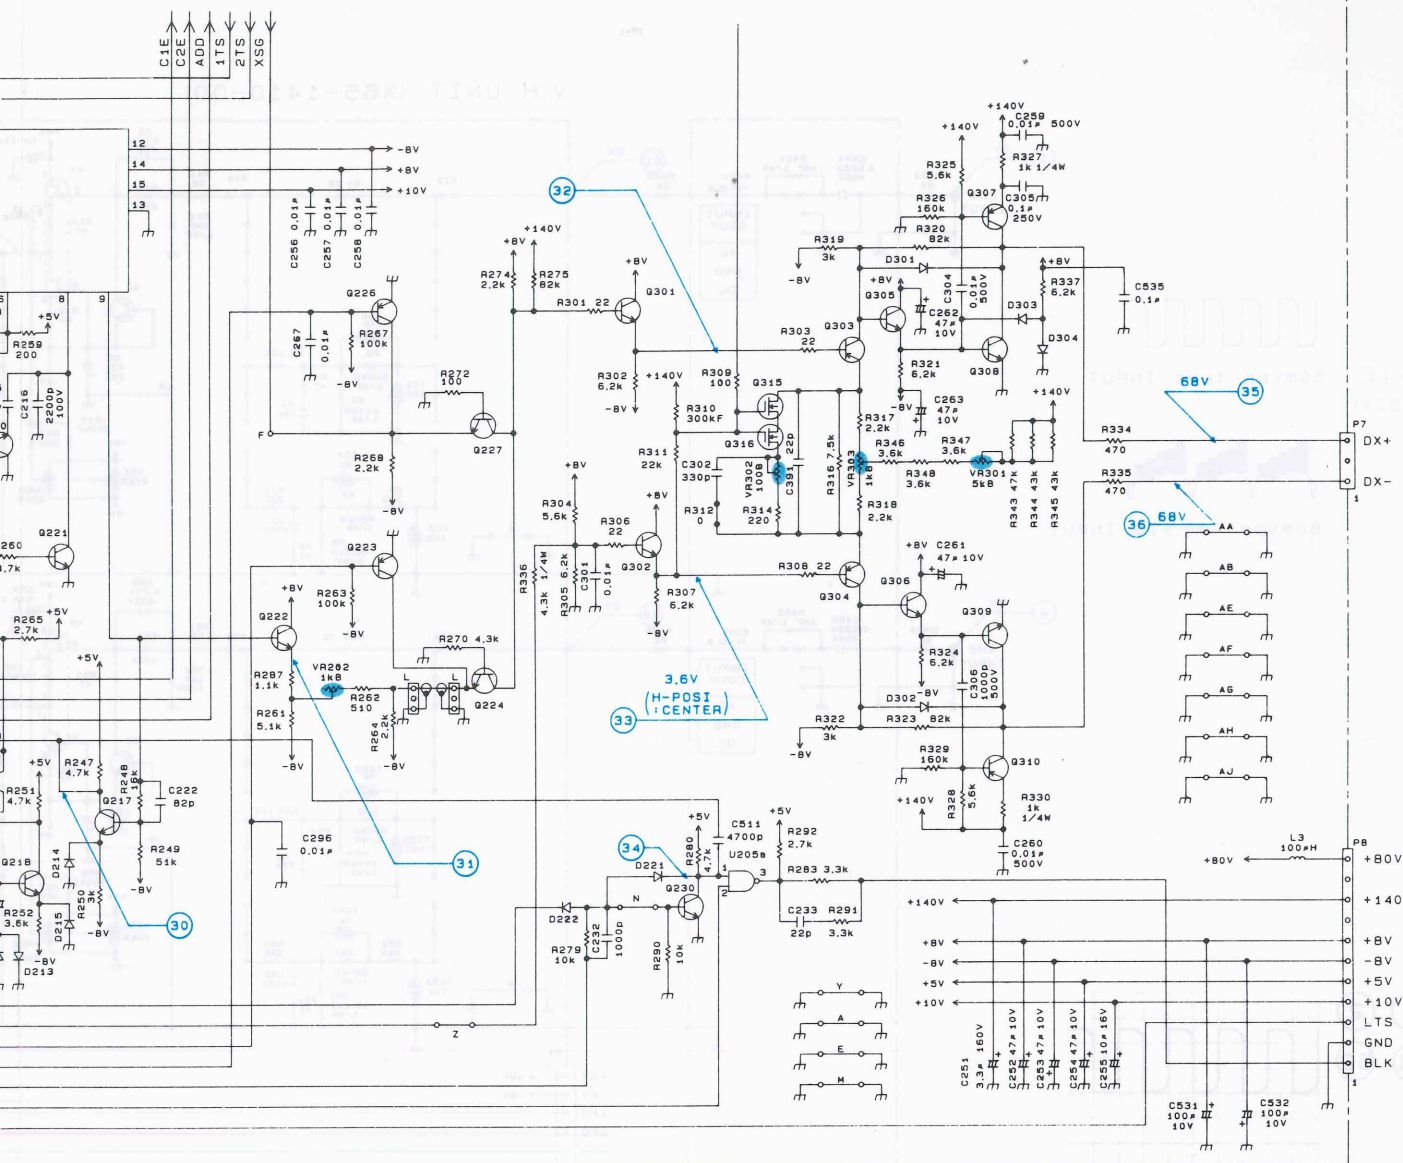 C1E
C2E
ADD
1TS
2TS
XSG
12
14
15
13
-8V
+8V
+10V
C256 0.01μ
C257 0.01μ
C258 0.01μ
8
9
+5V
R259
200
C216
2200P
100V
Q221
R265
2.7k
+5V
+5V
Q226
C267
0.01μ
R267
100k
-8V
R272
100
F
Q227
R268
2.2k
-8V
Q223
R263
100k
-8V
+8V
Q222
R287
1.1k
VR262
1kB
R262
510
R261
5.1k
-8V
R264
2.2k
-8V
R270 4.3k
L
L
Q224
+8V
+140V
R274
2.2k
R275
82k
R301 22
+8V
Q301
32
R302
6.2k
-8V
+140V
R310
300kF
R311
22k
R309
100
Q315
Q316
C302
330P
R312
0
VR302
100B
R314
220
22P
C391
R316 7.5k
VR303
1kB
R303
22
Q303
R317
2.2k
R318
2.2k
R319
3k
-8V
R320
82k
D301
R325
5.6k
+140V
+140V
C259
0.01μ 500V
R327
1k 1/4W
Q307
C305
0.1μ
250V
R326
160k
+8V
Q305
C262
47μ
10V
C304
0.01μ
500V
D303
+8V
R337
6.2k
D304
C535
0.1μ
Q308
R321
6.2k
-8V
C263
47μ
10V
R346
3.6k
R347
3.6k
R348
3.6k
VR301
5kB
+140V
R343 47k
R344 43k
R345 43k
R334
470
R335
470
68V
35
36
68V
P7
DX+
DX-
1
+8V
R304
5.6k
R306
22
+8V
Q302
R336
4.3k 1/4W
R305 6.2k
C301
0.01μ
R307
6.2k
-8V
3.6V
(H-POSI
:CENTER)
33
R308 22
Q304
+8V
C261
47μ 10V
Q306
Q309
R324
6.2k
-8V
C306
1000P
500V
D302
R322
3k
-8V
R323
82k
R329
160k
Q310
+140V
R328
5.6k
R330
1k
1/4W
C260
0.01μ
500V
AA
AB
AE
AF
AG
AH
AJ
R247
4.7k
+5V
R251
4.7k
R248
16k
Q217
C222
82P
R249
51k
-8V
Q218
D214
R250
3k
-8V
R252
3.6k
D215
-8V
D213
30
31
C296
0.01μ
34
+5V
R280
4.7k
C511
4700P
U205a
+5V
R292
2.7k
D221
D222
N
Q230
1
2
3
R283 3.3k
C233
22P
R291
3.3k
R279
10k
C232
1000P
R290
10k
Z
Y
A
E
M
L3
100μH
+80V
P8
+80V
+140
+8V
-8V
+5V
+10V
LTS
GND
BLK
1
+140V
+8V
-8V
+5V
+10V
C251
3.3μ 160V
C252 47μ 10V
C253 47μ 10V
C254 47μ 10V
C255 10μ 16V
C531
100μ
10V
C532
100μ
10V